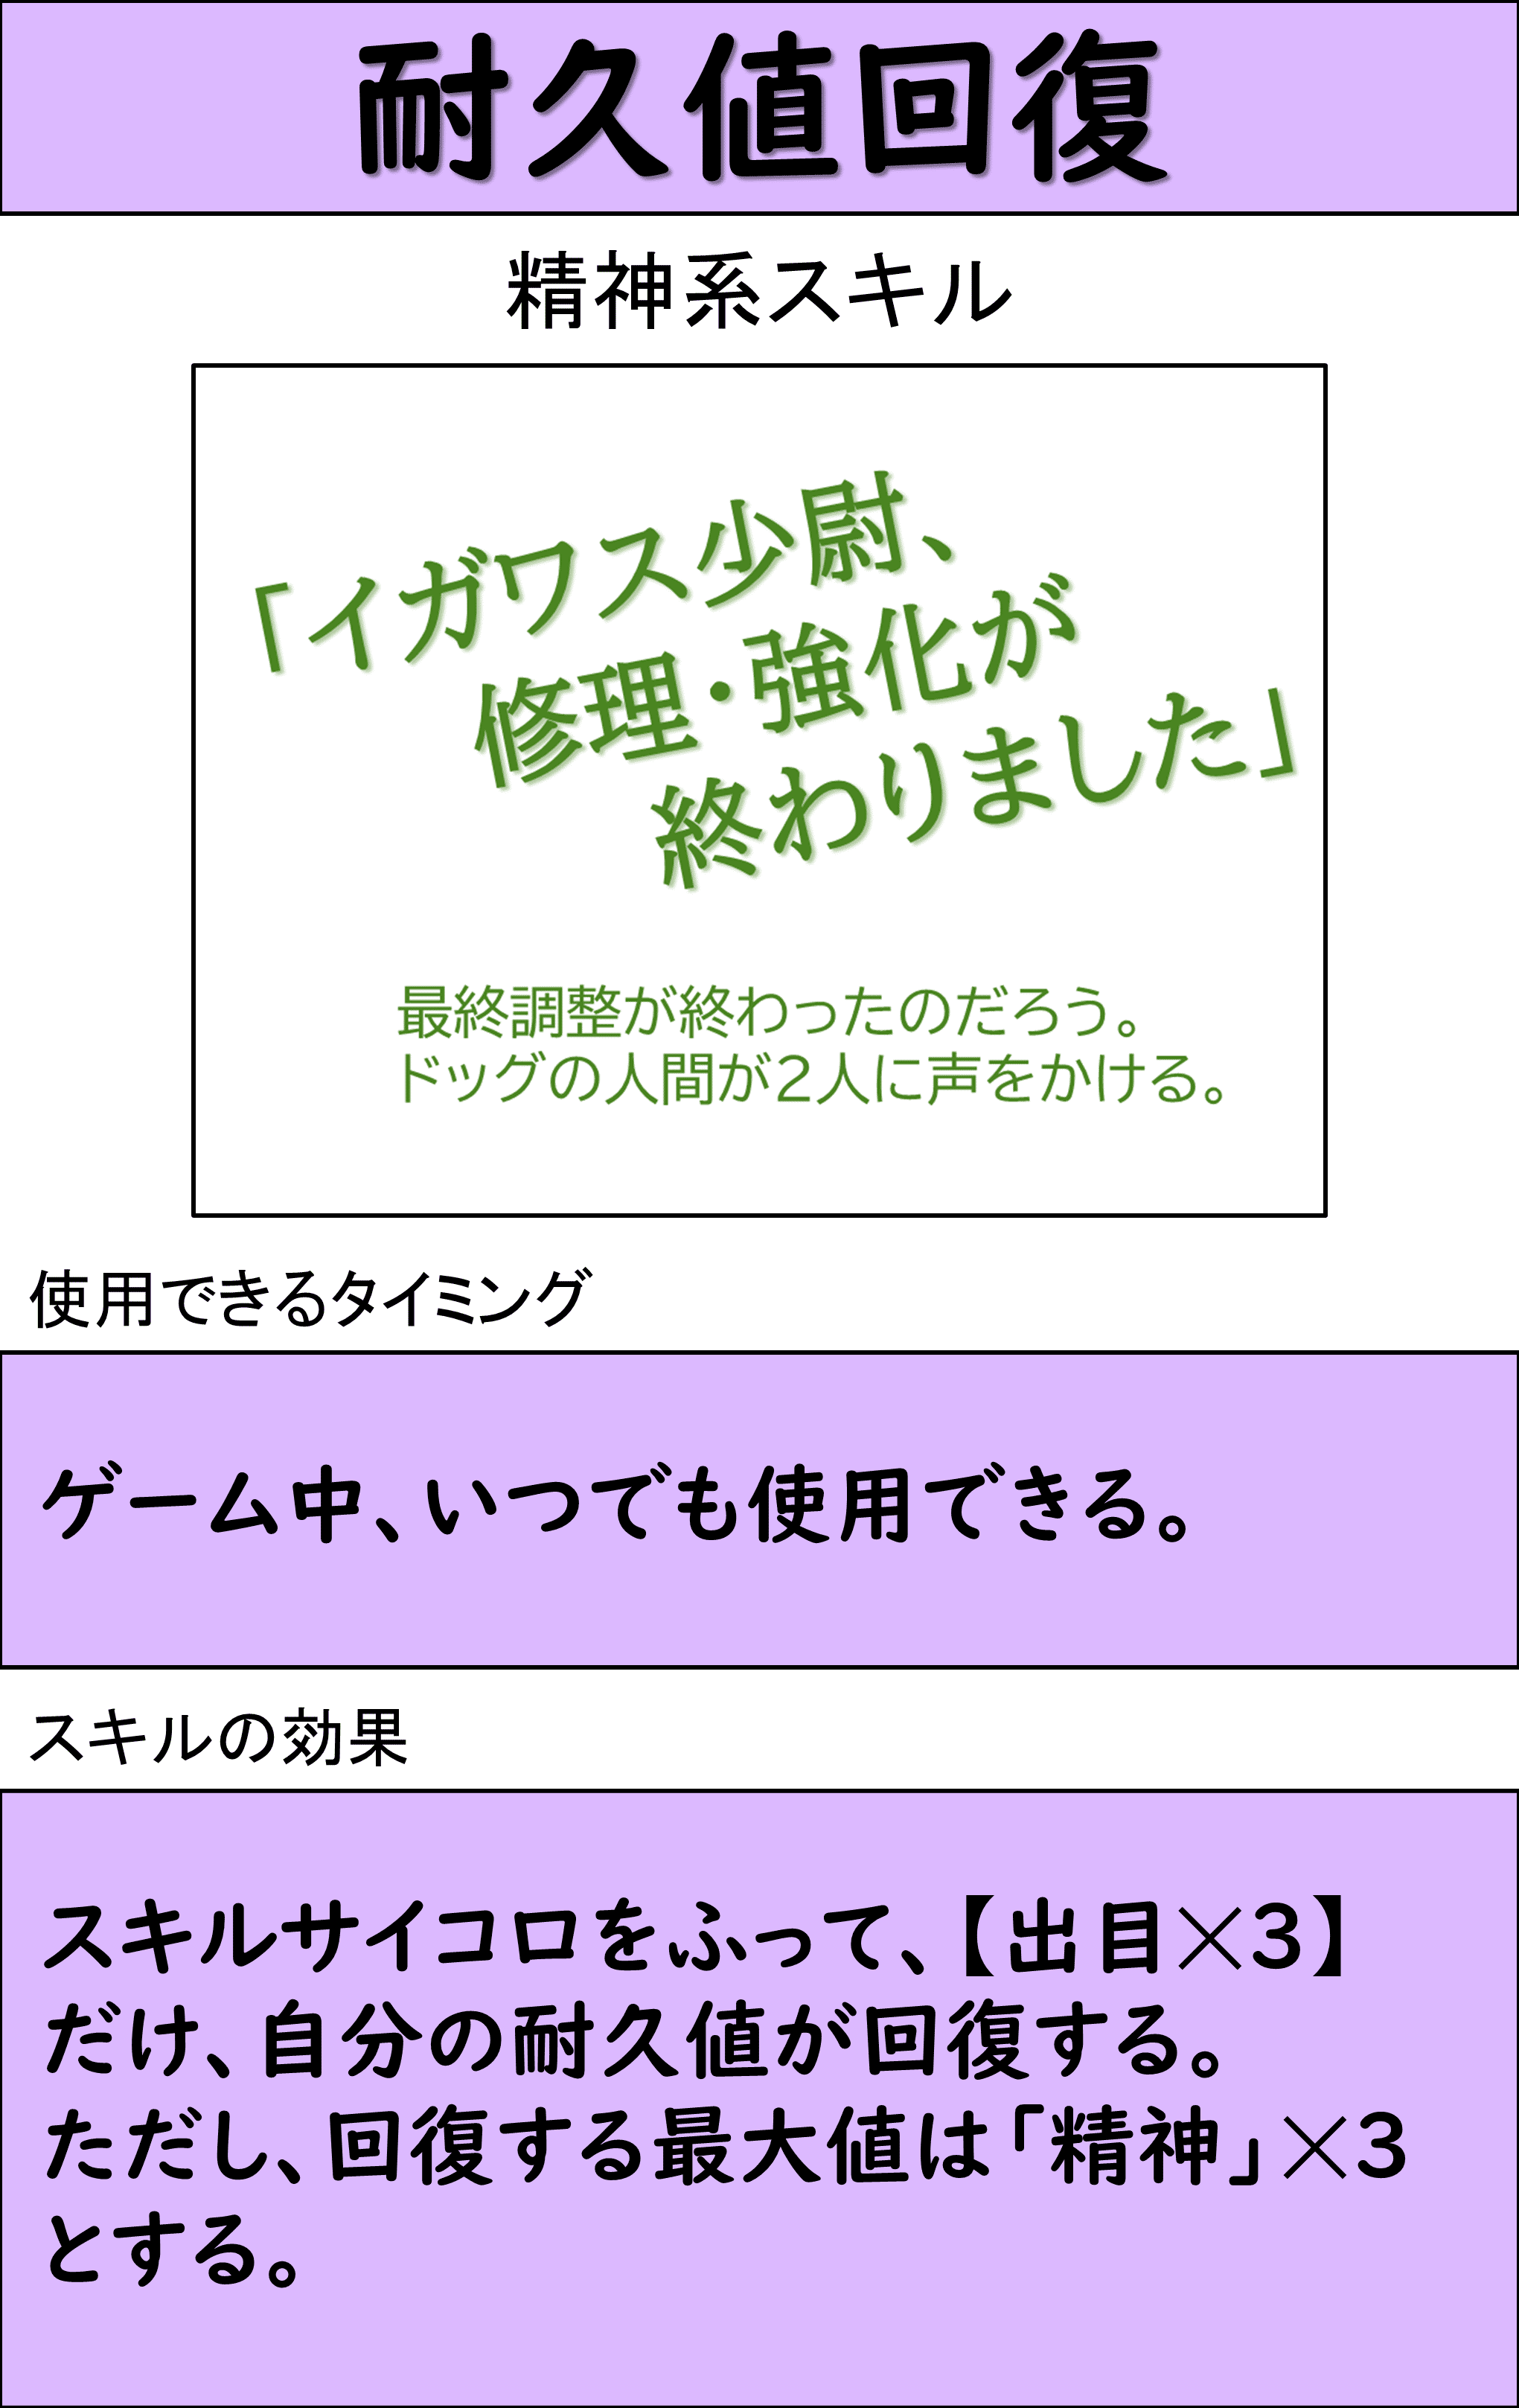 耐久値回復
精神系スキル
「イガワス少尉、
修理・強化が
終わりました」
最終調整が終わったのだろう。
ドッグの人間が2人に声をかける。
使用できるタイミング
ゲーム中、いつでも使用できる。
スキルの効果
スキルサイコロをふって、【出目×3】
だけ、自分の耐久値が回復する。
ただし、回復する最大値は「精神」×3
とする。